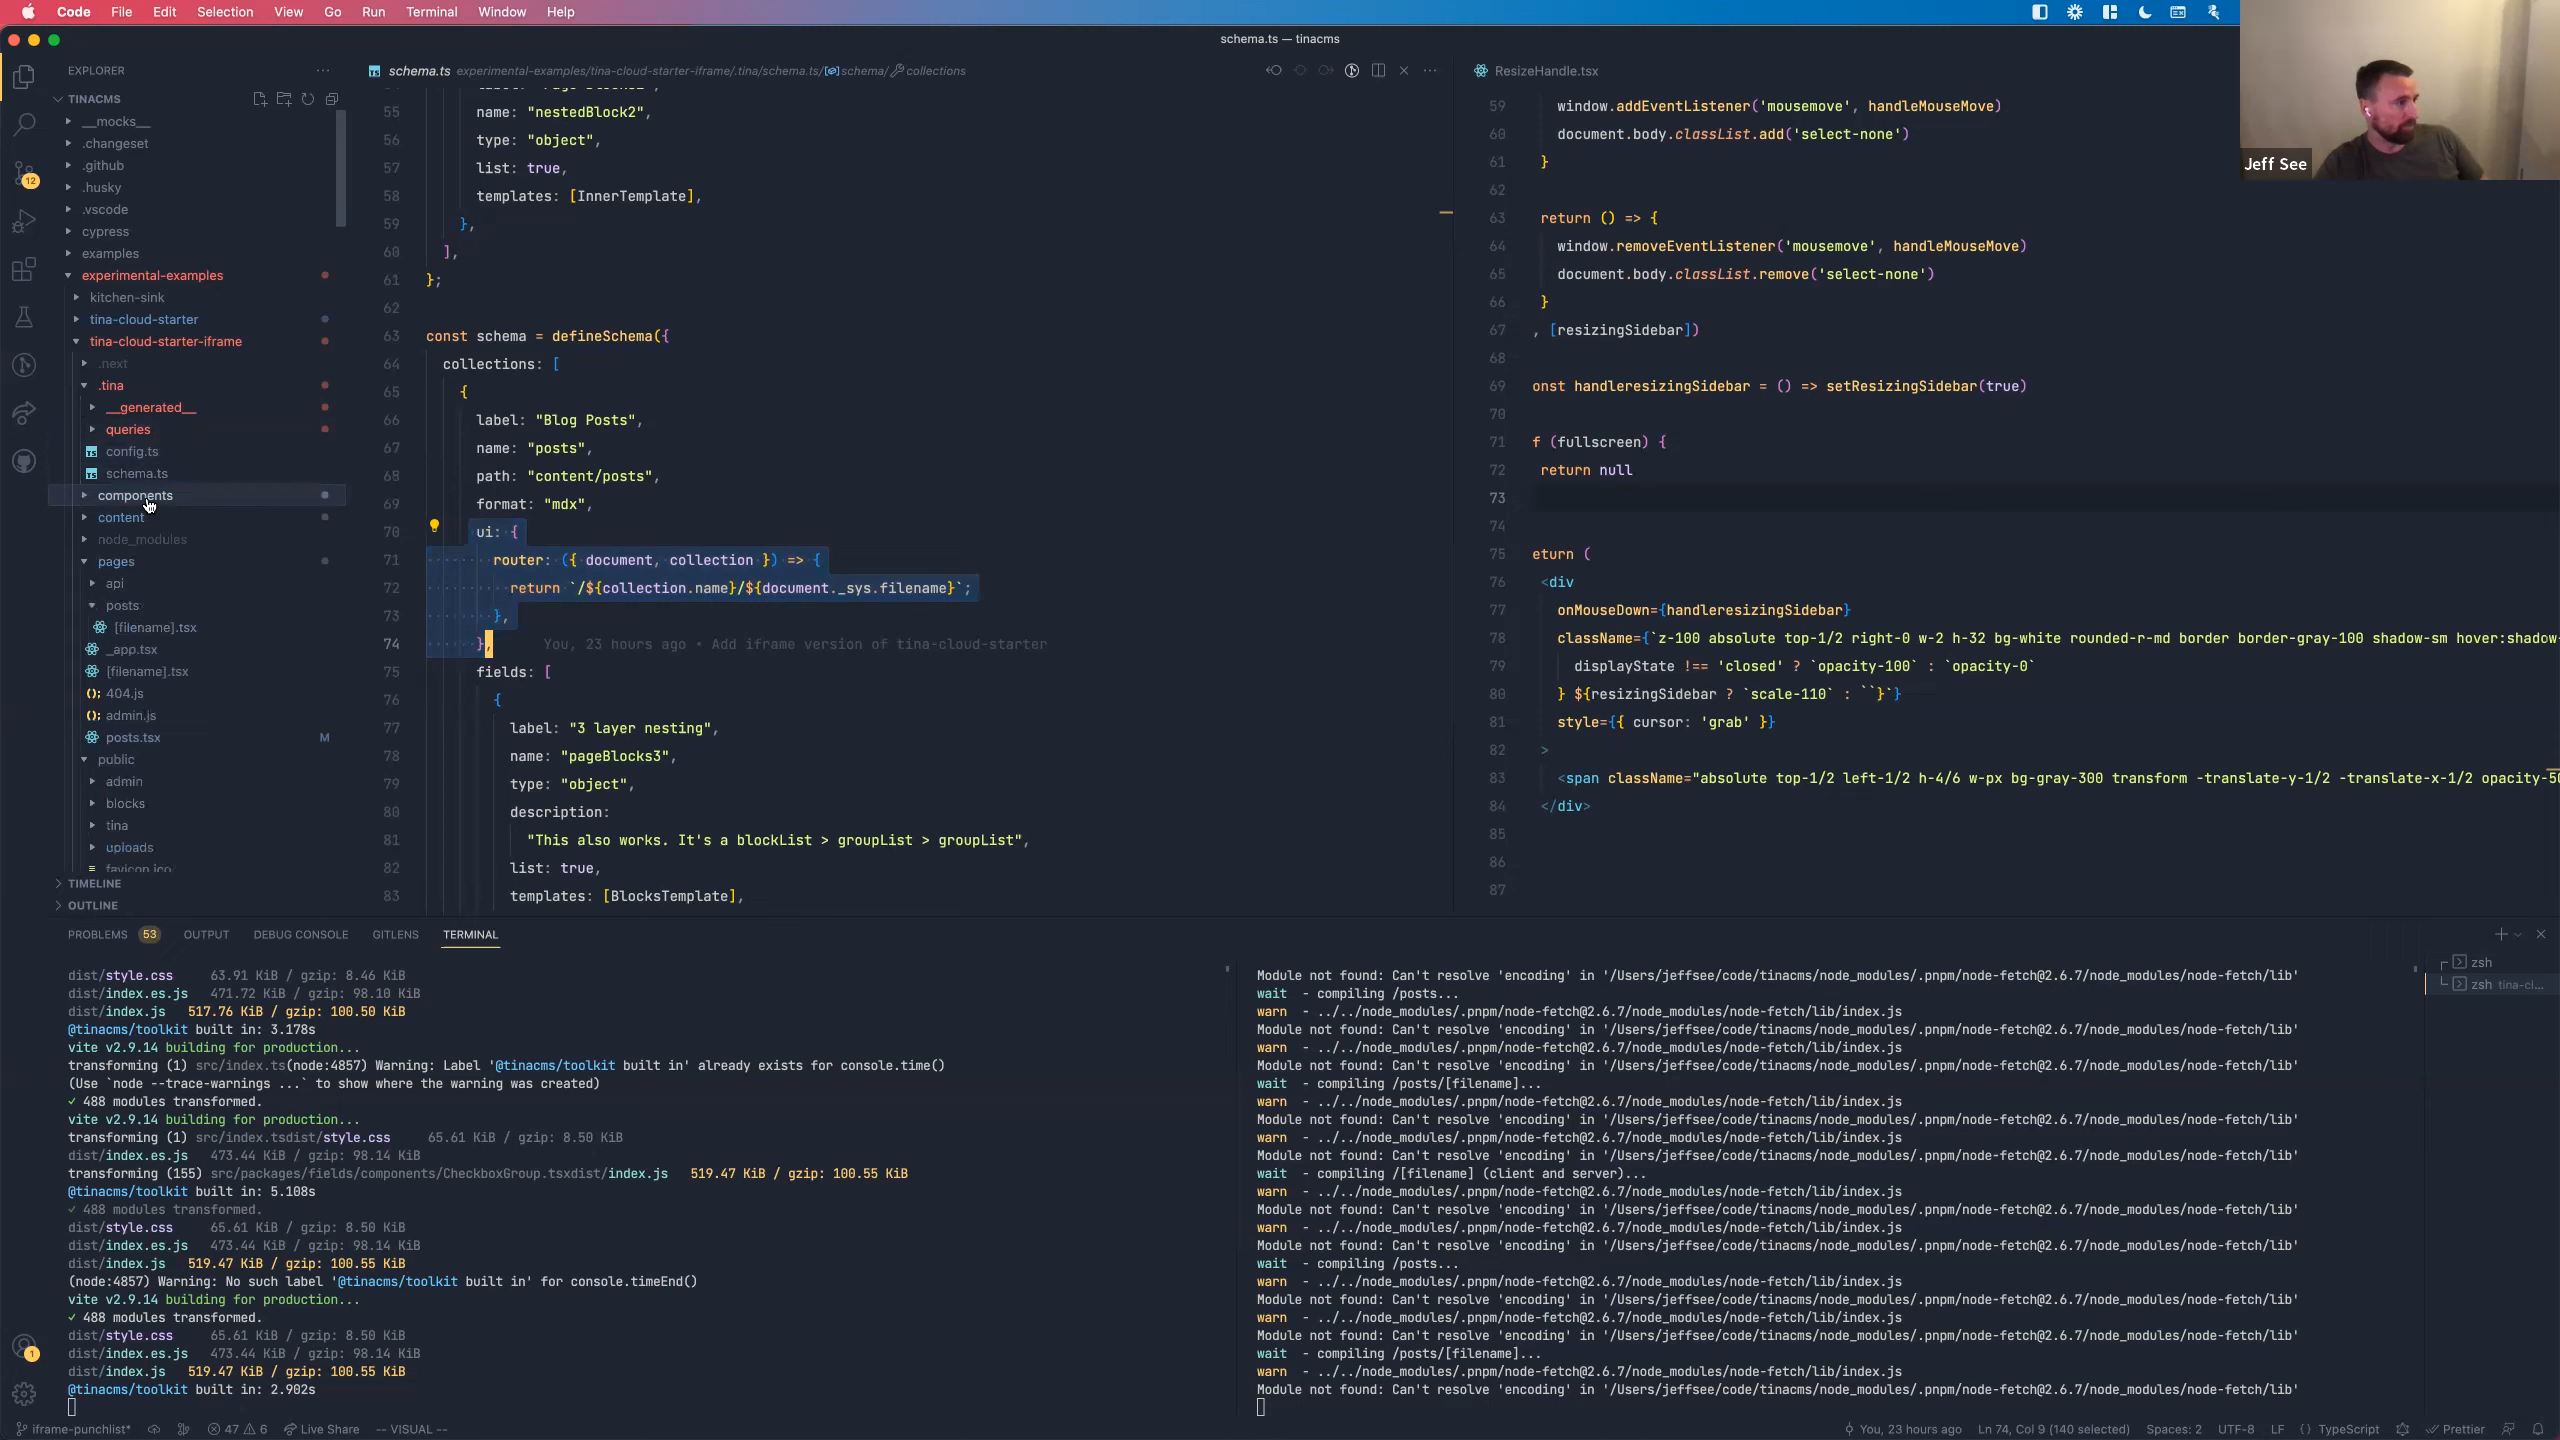 Code File Edit Selection View Go Run Terminal Window Help
schema.ts — tinacms
Jeff See
EXPLORER
TINACMS
__mocks__
.changeset
.github
.husky
.vscode
cypress
examples
experimental-examples
kitchen-sink
tina-cloud-starter
tina-cloud-starter-iframe
.next
.tina
__generated__
queries
config.ts
schema.ts
components
content
node_modules
pages
api
posts
[filename].tsx
_app.tsx
[filename].tsx
404.js
admin.js
posts.tsx M
public
admin
blocks
tina
uploads
favicon.ico
TIMELINE
OUTLINE
12
1
schema.ts experimental-examples/tina-cloud-starter-iframe/.tina/schema.ts/schema/collections
55 name: "nestedBlock2",
56 type: "object",
57 list: true,
58 templates: [InnerTemplate],
59 },
60 ],
61 };
62
63 const schema = defineSchema({
64 collections: [
65 {
66 label: "Blog Posts",
67 name: "posts",
68 path: "content/posts",
69 format: "mdx",
70 ui: {
71 router: ({ document, collection }) => {
72 return `/${collection.name}/${document._sys.filename}`;
73 },
74 }, You, 23 hours ago • Add iframe version of tina-cloud-starter
75 fields: [
76 {
77 label: "3 layer nesting",
78 name: "pageBlocks3",
79 type: "object",
80 description:
81 "This also works. It's a blockList > groupList > groupList",
82 list: true,
83 templates: [BlocksTemplate],
ResizeHandle.tsx
59 window.addEventListener('mousemove', handleMouseMove)
60 document.body.classList.add('select-none')
61 }
62
63 return () => {
64 window.removeEventListener('mousemove', handleMouseMove)
65 document.body.classList.remove('select-none')
66 }
67 , [resizingSidebar])
68
69 onst handleresizingSidebar = () => setResizingSidebar(true)
70
71 f (fullscreen) {
72 return null
73
74
75 eturn (
76 <div
77 onMouseDown={handleresizingSidebar}
78 className={`z-100 absolute top-1/2 right-0 w-2 h-32 bg-white rounded-r-md border border-gray-100 shadow-sm hover:shadow-
79 displayState !== 'closed' ? `opacity-100` : `opacity-0`
80 } ${resizingSidebar ? `scale-110` : ``}`}
81 style={{ cursor: 'grab' }}
82 >
83 <span className="absolute top-1/2 left-1/2 h-4/6 w-px bg-gray-300 transform -translate-y-1/2 -translate-x-1/2 opacity-50
84 </div>
85
86
87
PROBLEMS 53 OUTPUT DEBUG CONSOLE GITLENS TERMINAL
dist/style.css 63.91 KiB / gzip: 8.46 KiB
dist/index.es.js 471.72 KiB / gzip: 98.10 KiB
dist/index.js 517.76 KiB / gzip: 100.50 KiB
@tinacms/toolkit built in: 3.178s
vite v2.9.14 building for production...
transforming (1) src/index.ts(node:4857) Warning: Label '@tinacms/toolkit built in' already exists for console.time()
(Use `node --trace-warnings ...` to show where the warning was created)
✓ 488 modules transformed.
vite v2.9.14 building for production...
transforming (1) src/index.tsdist/style.css 65.61 KiB / gzip: 8.50 KiB
dist/index.es.js 473.44 KiB / gzip: 98.14 KiB
transforming (155) src/packages/fields/components/CheckboxGroup.tsxdist/index.js 519.47 KiB / gzip: 100.55 KiB
@tinacms/toolkit built in: 5.108s
✓ 488 modules transformed.
dist/style.css 65.61 KiB / gzip: 8.50 KiB
dist/index.es.js 473.44 KiB / gzip: 98.14 KiB
dist/index.js 519.47 KiB / gzip: 100.55 KiB
(node:4857) Warning: No such label '@tinacms/toolkit built in' for console.timeEnd()
vite v2.9.14 building for production...
✓ 488 modules transformed.
dist/style.css 65.61 KiB / gzip: 8.50 KiB
dist/index.es.js 473.44 KiB / gzip: 98.14 KiB
dist/index.js 519.47 KiB / gzip: 100.55 KiB
@tinacms/toolkit built in: 2.902s
Module not found: Can't resolve 'encoding' in '/Users/jeffsee/code/tinacms/node_modules/.pnpm/node-fetch@2.6.7/node_modules/node-fetch/lib'
wait - compiling /posts...
warn - ../../node_modules/.pnpm/node-fetch@2.6.7/node_modules/node-fetch/lib/index.js
Module not found: Can't resolve 'encoding' in '/Users/jeffsee/code/tinacms/node_modules/.pnpm/node-fetch@2.6.7/node_modules/node-fetch/lib'
warn - ../../node_modules/.pnpm/node-fetch@2.6.7/node_modules/node-fetch/lib/index.js
Module not found: Can't resolve 'encoding' in '/Users/jeffsee/code/tinacms/node_modules/.pnpm/node-fetch@2.6.7/node_modules/node-fetch/lib'
wait - compiling /posts/[filename]...
warn - ../../node_modules/.pnpm/node-fetch@2.6.7/node_modules/node-fetch/lib/index.js
Module not found: Can't resolve 'encoding' in '/Users/jeffsee/code/tinacms/node_modules/.pnpm/node-fetch@2.6.7/node_modules/node-fetch/lib'
warn - ../../node_modules/.pnpm/node-fetch@2.6.7/node_modules/node-fetch/lib/index.js
Module not found: Can't resolve 'encoding' in '/Users/jeffsee/code/tinacms/node_modules/.pnpm/node-fetch@2.6.7/node_modules/node-fetch/lib'
wait - compiling /[filename] (client and server)...
warn - ../../node_modules/.pnpm/node-fetch@2.6.7/node_modules/node-fetch/lib/index.js
Module not found: Can't resolve 'encoding' in '/Users/jeffsee/code/tinacms/node_modules/.pnpm/node-fetch@2.6.7/node_modules/node-fetch/lib'
warn - ../../node_modules/.pnpm/node-fetch@2.6.7/node_modules/node-fetch/lib/index.js
Module not found: Can't resolve 'encoding' in '/Users/jeffsee/code/tinacms/node_modules/.pnpm/node-fetch@2.6.7/node_modules/node-fetch/lib'
wait - compiling /posts...
warn - ../../node_modules/.pnpm/node-fetch@2.6.7/node_modules/node-fetch/lib/index.js
Module not found: Can't resolve 'encoding' in '/Users/jeffsee/code/tinacms/node_modules/.pnpm/node-fetch@2.6.7/node_modules/node-fetch/lib'
warn - ../../node_modules/.pnpm/node-fetch@2.6.7/node_modules/node-fetch/lib/index.js
Module not found: Can't resolve 'encoding' in '/Users/jeffsee/code/tinacms/node_modules/.pnpm/node-fetch@2.6.7/node_modules/node-fetch/lib'
wait - compiling /posts/[filename]...
warn - ../../node_modules/.pnpm/node-fetch@2.6.7/node_modules/node-fetch/lib/index.js
Module not found: Can't resolve 'encoding' in '/Users/jeffsee/code/tinacms/node_modules/.pnpm/node-fetch@2.6.7/node_modules/node-fetch/lib'
zsh
zsh tina-cl...
iframe-punchlist* 47 6 Live Share -- VISUAL -- You, 23 hours ago Ln 74, Col 9 (140 selected) Spaces: 2 UTF-8 LF TypeScript Prettier